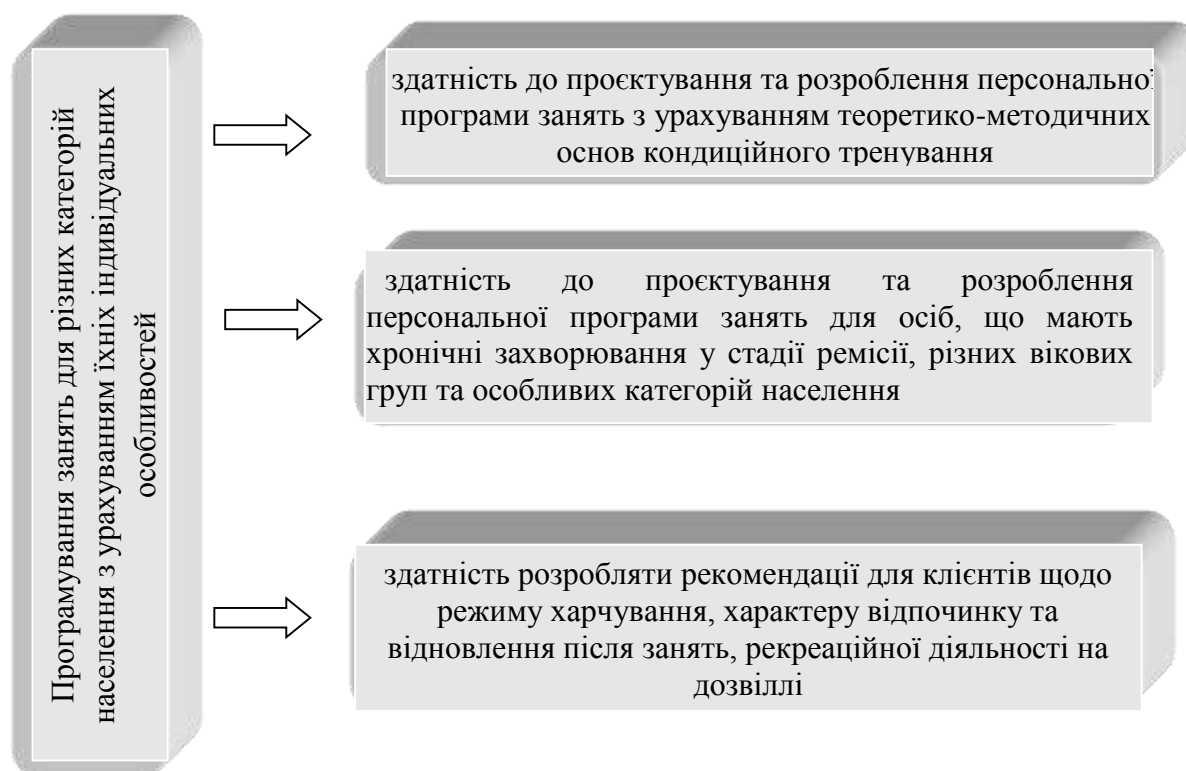 Програмування занять для різних категорій
населення з урахуванням їхніх індивідуальних
особливостей
здатність до проєктування та розроблення персональної
програми занять з урахуванням теоретико-методичних
основ кондиційного тренування
здатність до проєктування та розроблення
персональної програми занять для осіб, що мають
хронічні захворювання у стадії ремісії, різних вікових
груп та особливих категорій населення
здатність розробляти рекомендації для клієнтів щодо
режиму харчування, характеру відпочинку та
відновлення після занять, рекреаційної діяльності на
дозвіллі